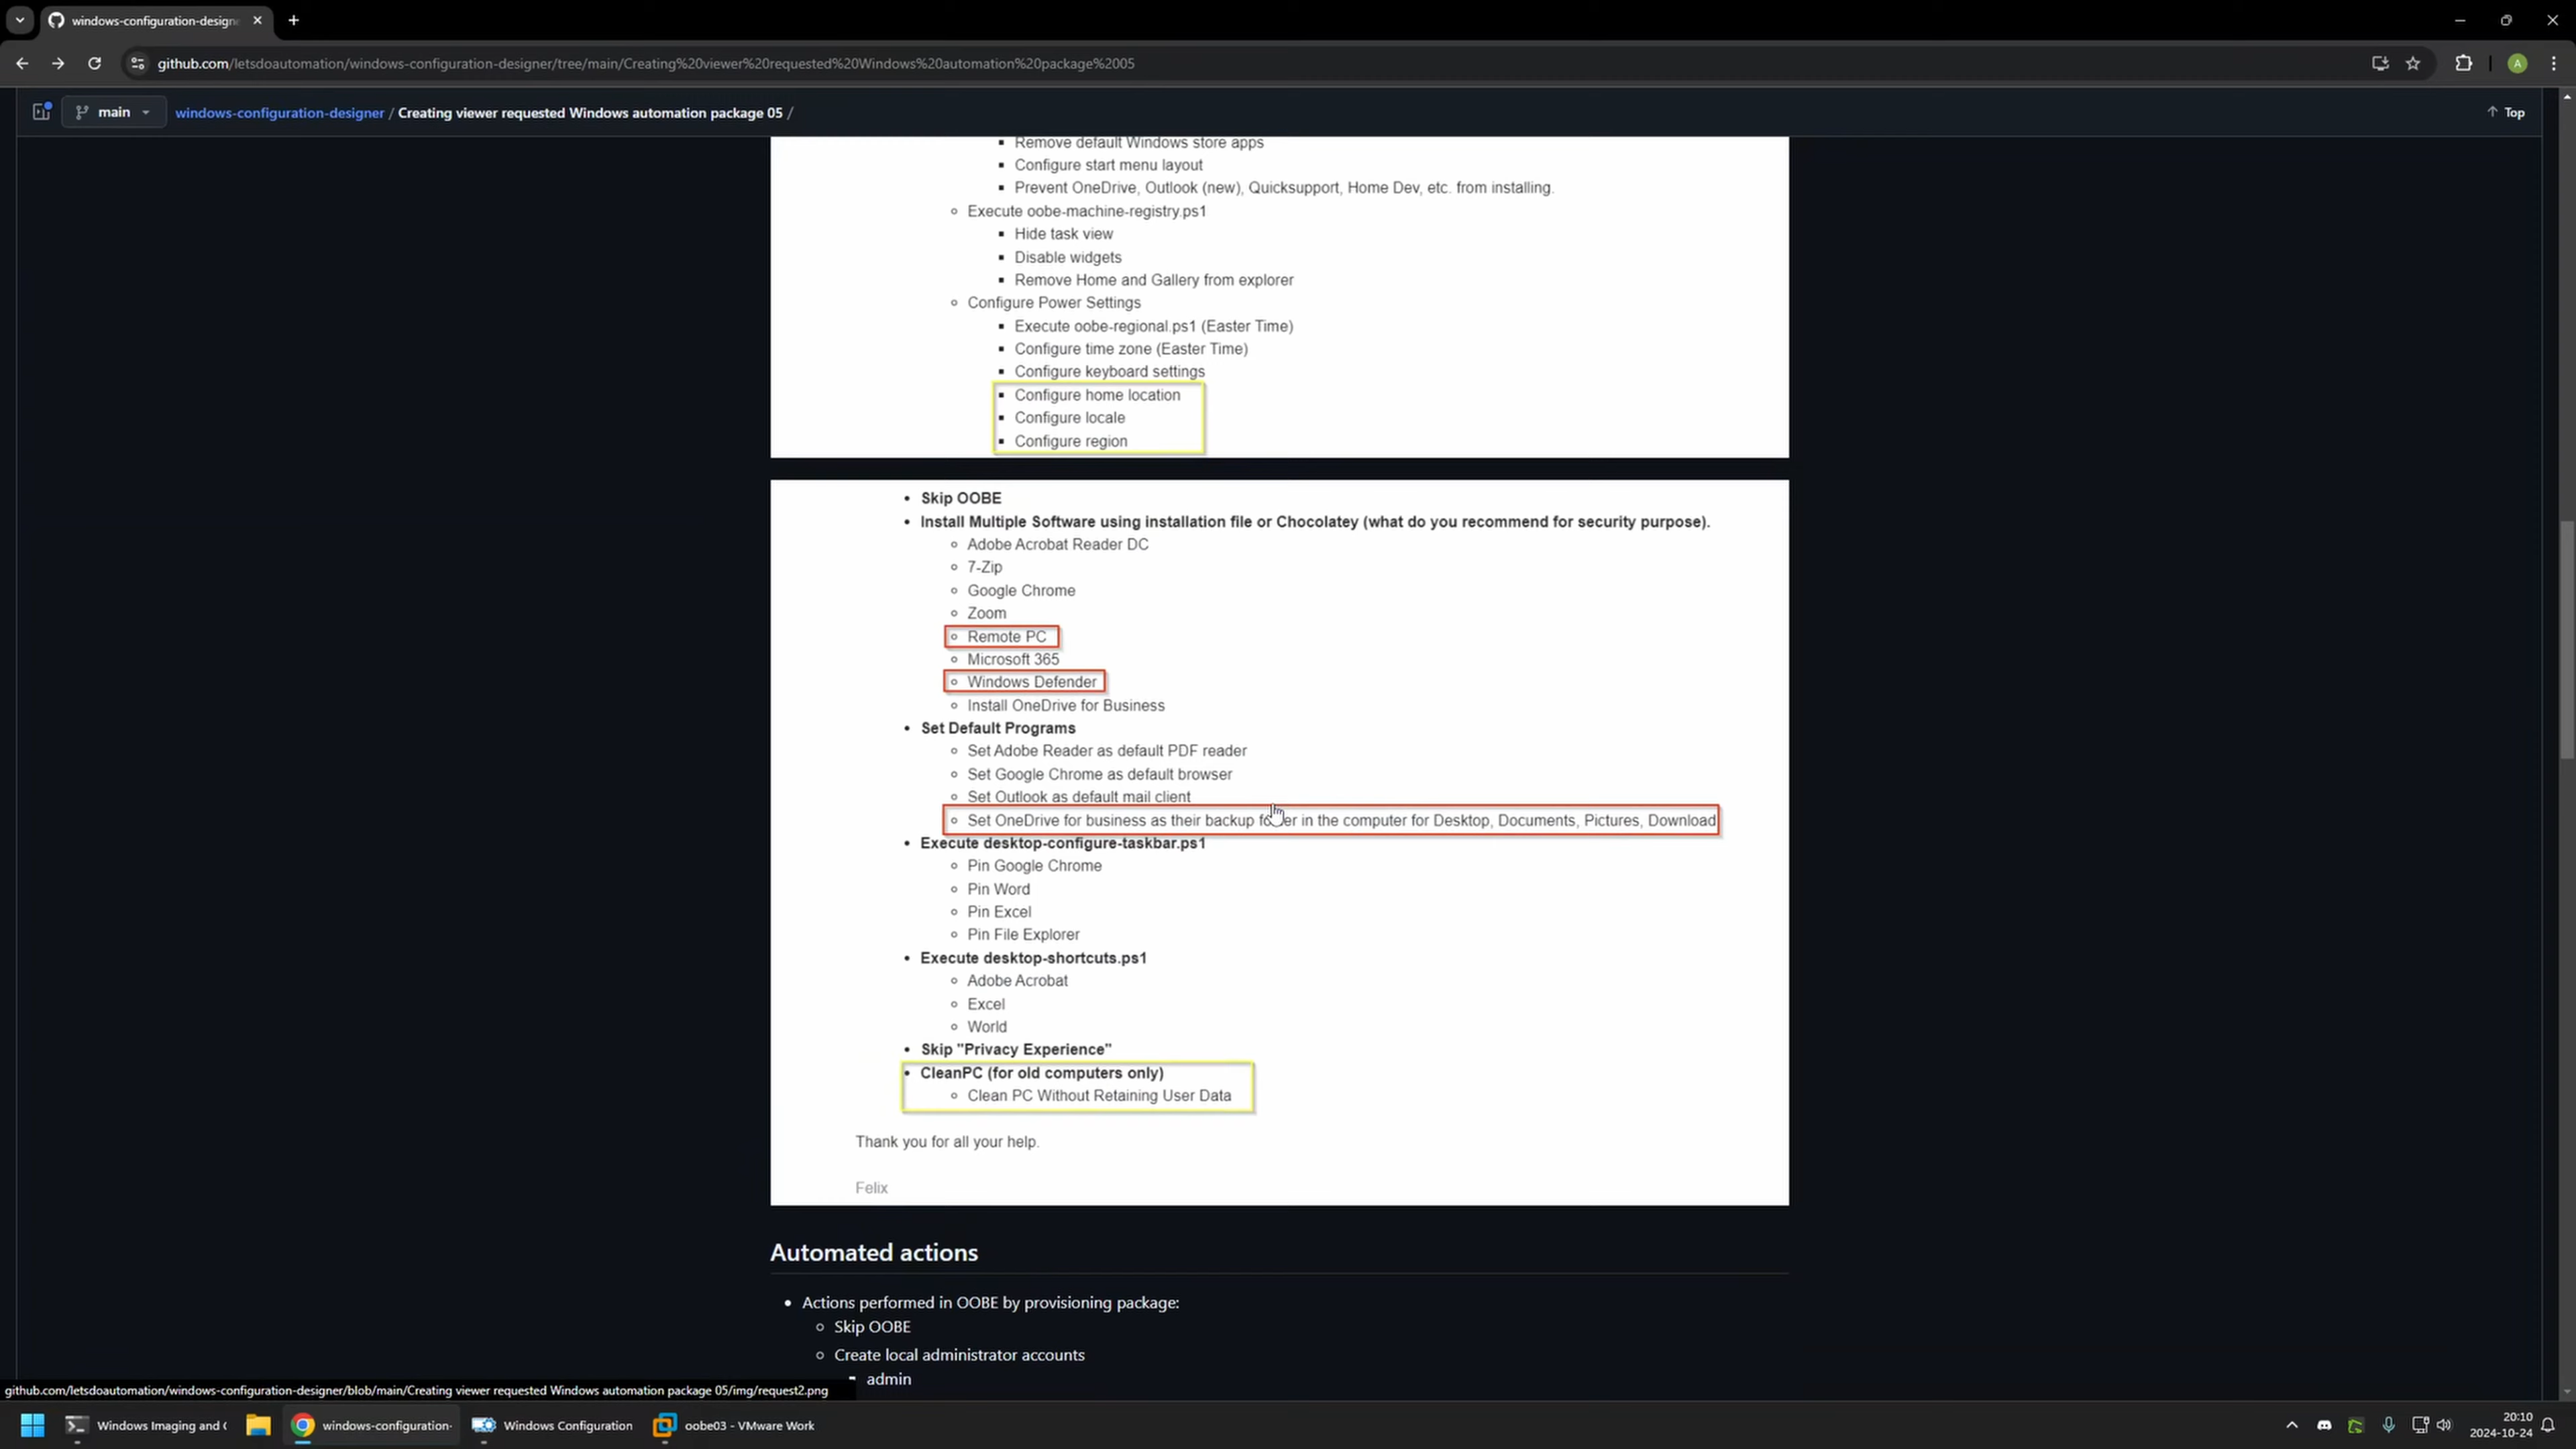 windows-configuration-designe
github.com/letsdoautomation/windows-configuration-designer/tree/main/Creating%20viewer%20requested%20Windows%20automation%20package%2005
A
main
windows-configuration-designer / Creating viewer requested Windows automation package 05 /
Top
Remove default Windows store apps
Configure start menu layout
Prevent OneDrive, Outlook (new), Quicksupport, Home Dev, etc. from installing.
Execute oobe-machine-registry.ps1
Hide task view
Disable widgets
Remove Home and Gallery from explorer
Configure Power Settings
Execute oobe-regional.ps1 (Easter Time)
Configure time zone (Easter Time)
Configure keyboard settings
Configure home location
Configure locale
Configure region
Skip OOBE
Install Multiple Software using installation file or Chocolatey (what do you recommend for security purpose).
Adobe Acrobat Reader DC
7-Zip
Google Chrome
Zoom
Remote PC
Microsoft 365
Windows Defender
Install OneDrive for Business
Set Default Programs
Set Adobe Reader as default PDF reader
Set Google Chrome as default browser
Set Outlook as default mail client
Set OneDrive for business as their backup folder in the computer for Desktop, Documents, Pictures, Download
Execute desktop-configure-taskbar.ps1
Pin Google Chrome
Pin Word
Pin Excel
Pin File Explorer
Execute desktop-shortcuts.ps1
Adobe Acrobat
Excel
World
Skip "Privacy Experience"
CleanPC (for old computers only)
Clean PC Without Retaining User Data
Thank you for all your help.
Felix
Automated actions
Actions performed in OOBE by provisioning package:
Skip OOBE
Create local administrator accounts
admin
github.com/letsdoautomation/windows-configuration-designer/blob/main/Creating viewer requested Windows automation package 05/img/request2.png
Windows Imaging and C
windows-configuration-
Windows Configuration
oobe03 - VMware Work
20:10
2024-10-24